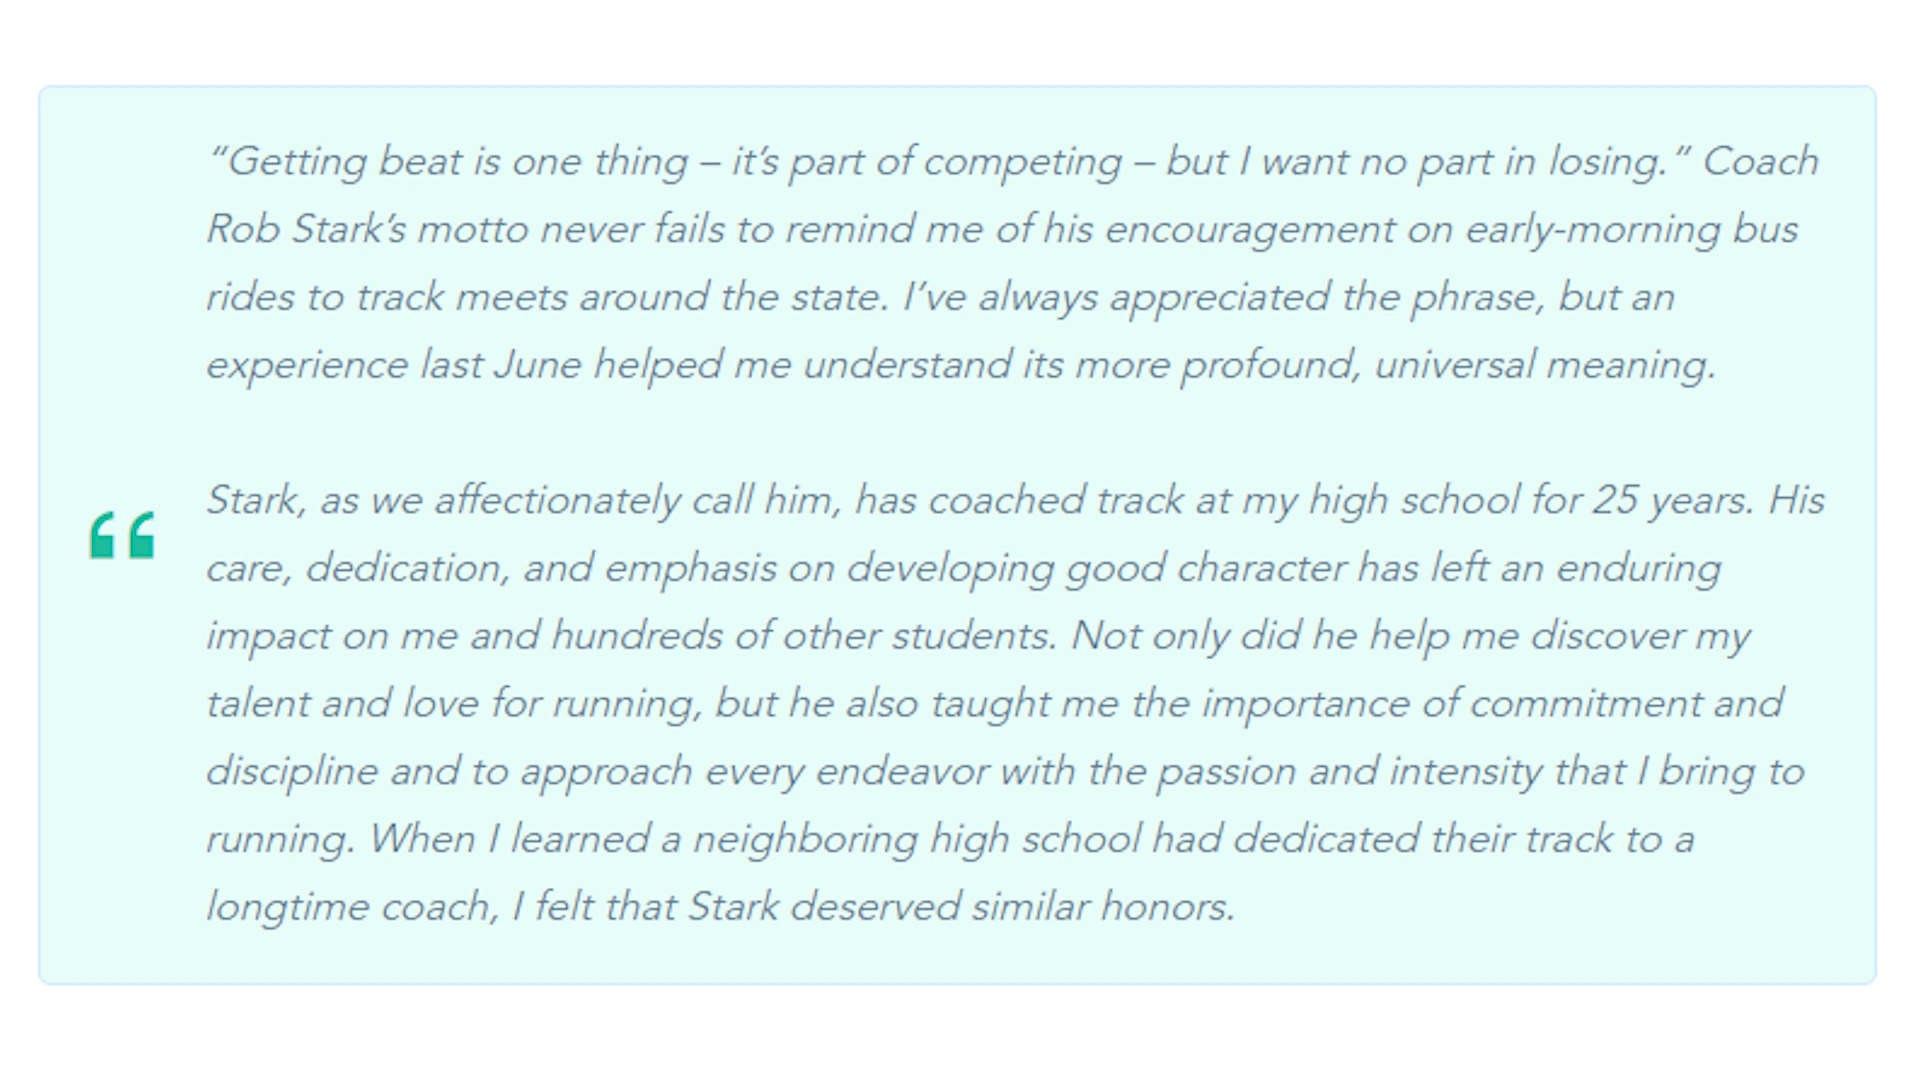 “Getting beat is one thing – it’s part of competing – but I want no part in losing.” Coach
Rob Stark’s motto never fails to remind me of his encouragement on early-morning bus
rides to track meets around the state. I’ve always appreciated the phrase, but an
experience last June helped me understand its more profound, universal meaning.
Stark, as we affectionately call him, has coached track at my high school for 25 years. His
care, dedication, and emphasis on developing good character has left an enduring
impact on me and hundreds of other students. Not only did he help me discover my
talent and love for running, but he also taught me the importance of commitment and
discipline and to approach every endeavor with the passion and intensity that I bring to
running. When I learned a neighboring high school had dedicated their track to a
longtime coach, I felt that Stark deserved similar honors.